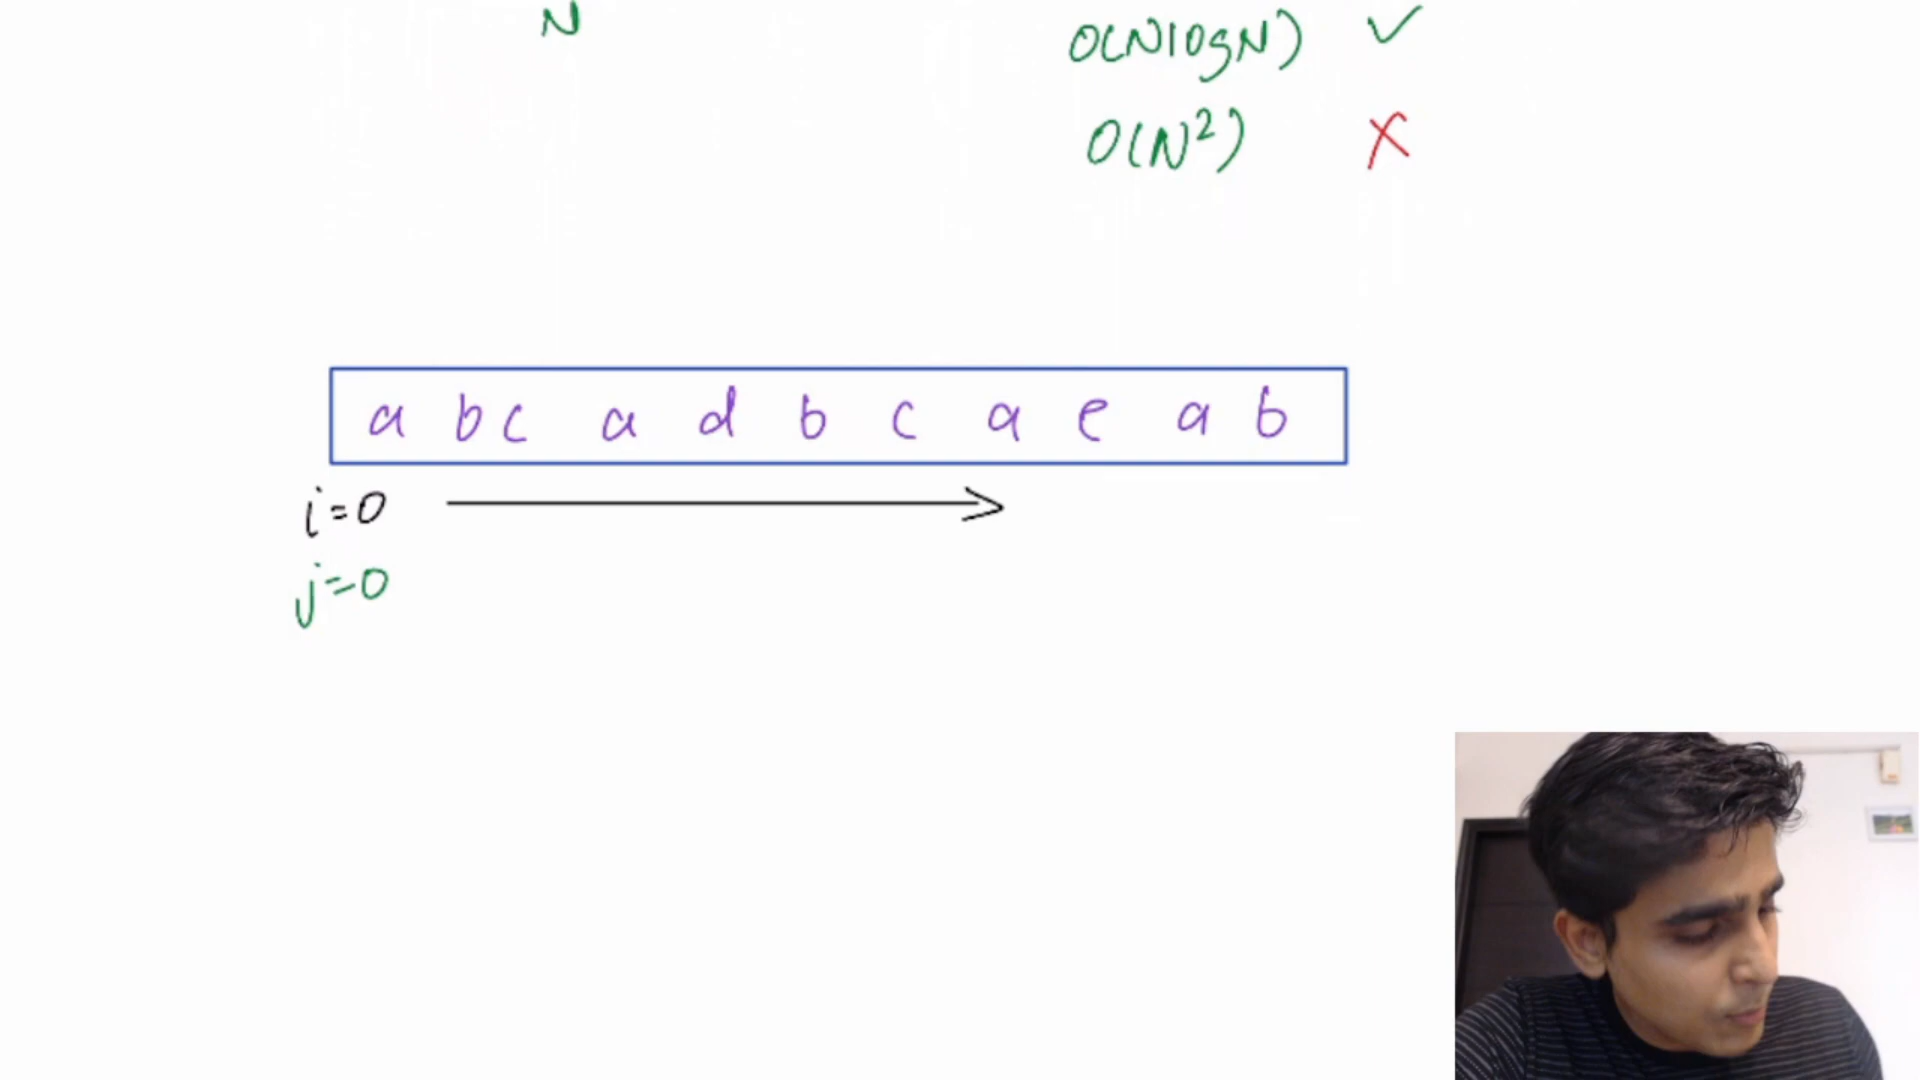 N
O(NlogN) ✓
O(N²) X
a b c a d b c a e a b
i=0
j=0